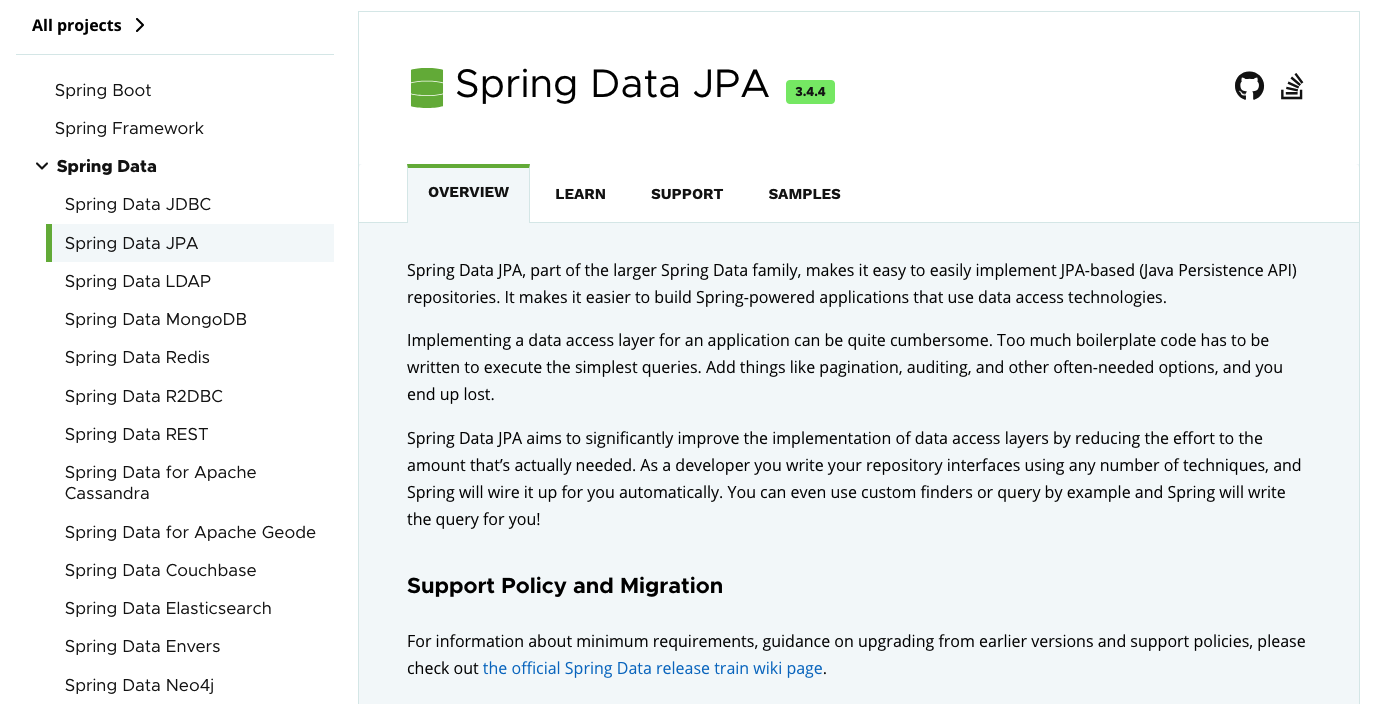 All projects
Spring Boot
Spring Framework
Spring Data
Spring Data JDBC
Spring Data JPA
Spring Data LDAP
Spring Data MongoDB
Spring Data Redis
Spring Data R2DBC
Spring Data REST
Spring Data for Apache
Cassandra
Spring Data for Apache Geode
Spring Data Couchbase
Spring Data Elasticsearch
Spring Data Envers
Spring Data Neo4j
Spring Data JPA 3.4.4
OVERVIEW LEARN SUPPORT SAMPLES
Spring Data JPA, part of the larger Spring Data family, makes it easy to easily implement JPA-based (Java Persistence API)
repositories. It makes it easier to build Spring-powered applications that use data access technologies.
Implementing a data access layer for an application can be quite cumbersome. Too much boilerplate code has to be
written to execute the simplest queries. Add things like pagination, auditing, and other often-needed options, and you
end up lost.
Spring Data JPA aims to significantly improve the implementation of data access layers by reducing the effort to the
amount that’s actually needed. As a developer you write your repository interfaces using any number of techniques, and
Spring will wire it up for you automatically. You can even use custom finders or query by example and Spring will write
the query for you!
Support Policy and Migration
For information about minimum requirements, guidance on upgrading from earlier versions and support policies, please
check out the official Spring Data release train wiki page.